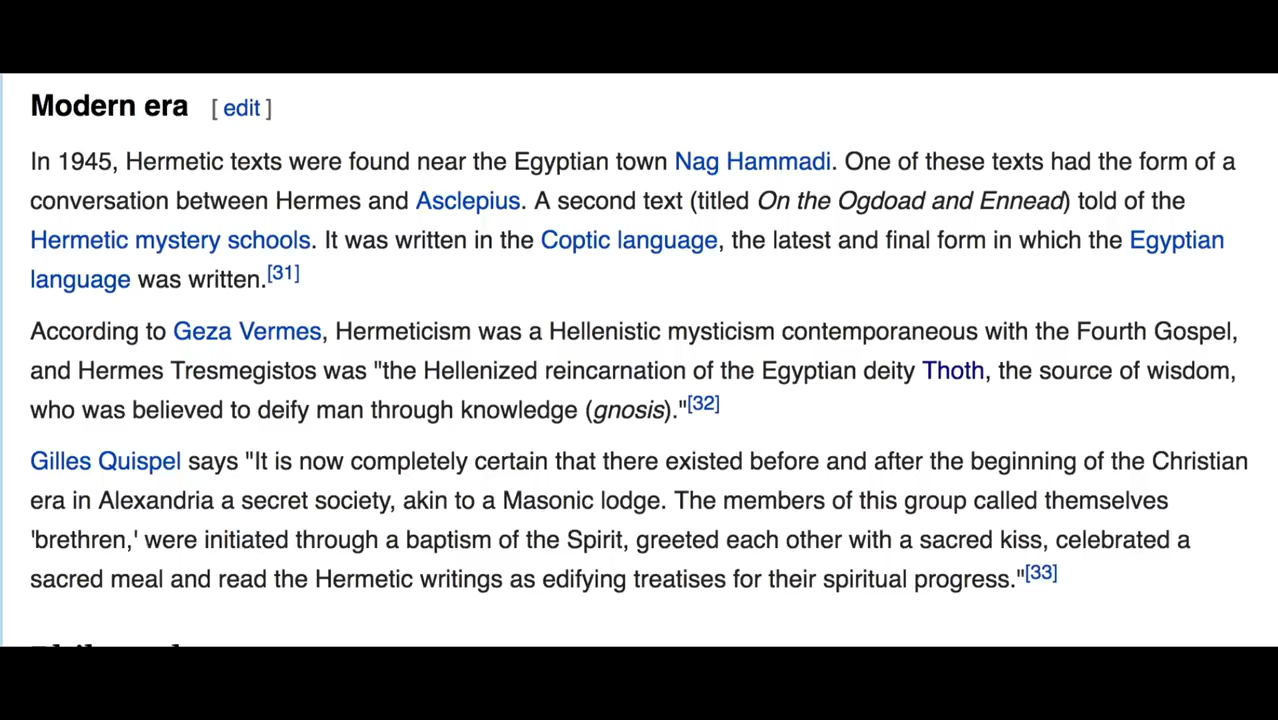 Modern era [ edit ]
In 1945, Hermetic texts were found near the Egyptian town Nag Hammadi. One of these texts had the form of a
conversation between Hermes and Asclepius. A second text (titled On the Ogdoad and Ennead) told of the
Hermetic mystery schools. It was written in the Coptic language, the latest and final form in which the Egyptian
language was written.[31]
According to Geza Vermes, Hermeticism was a Hellenistic mysticism contemporaneous with the Fourth Gospel,
and Hermes Tresmegistos was "the Hellenized reincarnation of the Egyptian deity Thoth, the source of wisdom,
who was believed to deify man through knowledge (gnosis)."[32]
Gilles Quispel says "It is now completely certain that there existed before and after the beginning of the Christian
era in Alexandria a secret society, akin to a Masonic lodge. The members of this group called themselves
'brethren,' were initiated through a baptism of the Spirit, greeted each other with a sacred kiss, celebrated a
sacred meal and read the Hermetic writings as edifying treatises for their spiritual progress."[33]